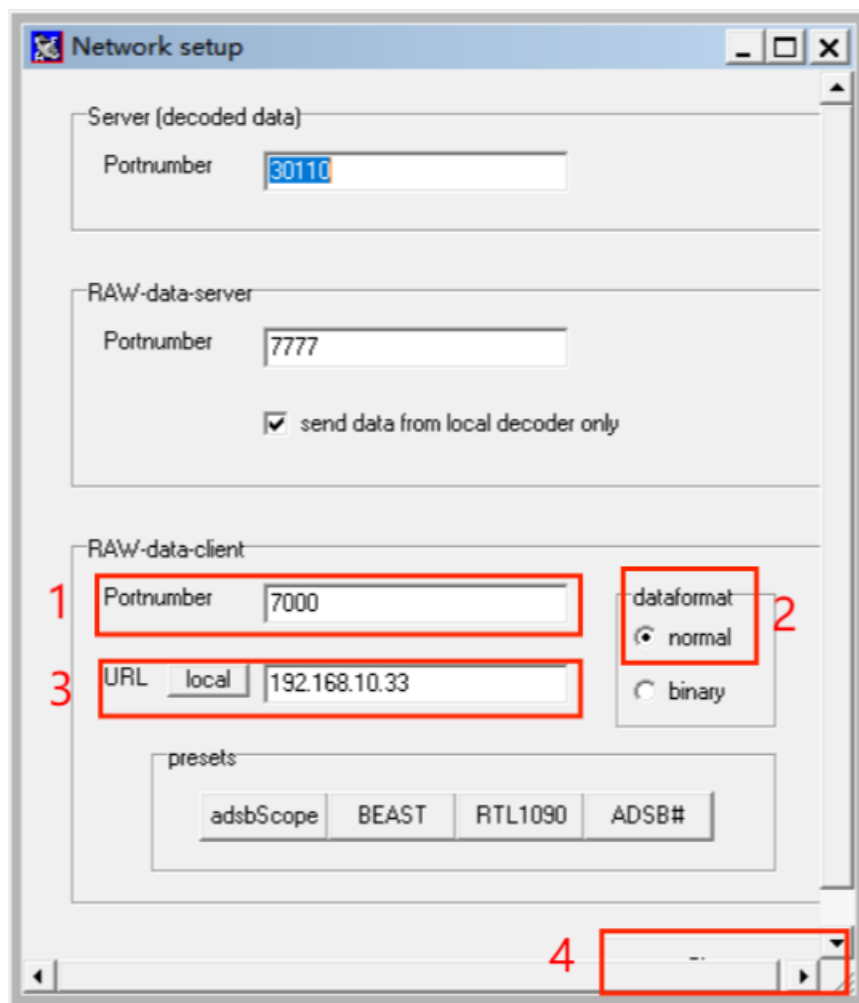 Network setup
Server (decoded data)
Portnumber 30110
RAW-data-server
Portnumber 7777
send data from local decoder only
RAW-data-client
1 Portnumber 7000 dataformat 2
normal
3 URL local 192.168.10.33
binary
presets
adsbScope BEAST RTL1090 ADSB#
4